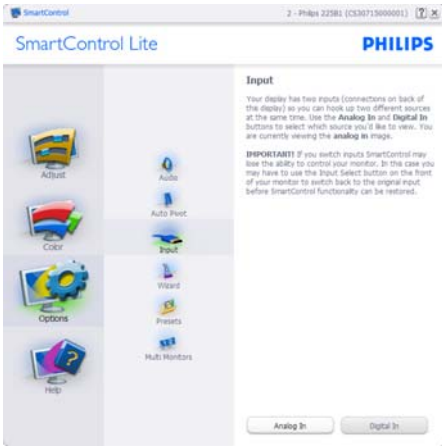 SmartControl
2 - Philips 225B1 (CS30715000001)
SmartControl Lite
PHILIPS
Adjust
Color
Options
Help
Audio
Auto Pivot
Input
Wizard
Presets
Multi Monitors
Input
Your display has two inputs (connections on back of
this display) so you can hook up two different sources
at the same time. Use the Analog In and Digital In
buttons to select which source you'd like to view. You
are currently viewing the analog in image.
IMPORTANT! If you switch inputs SmartControl may
lose the ability to control your monitor. In this case you
may have to use the Input Select button on the front
of your monitor to switch back to the original input
before SmartControl functionality can be restored.
Analog In
Digital In